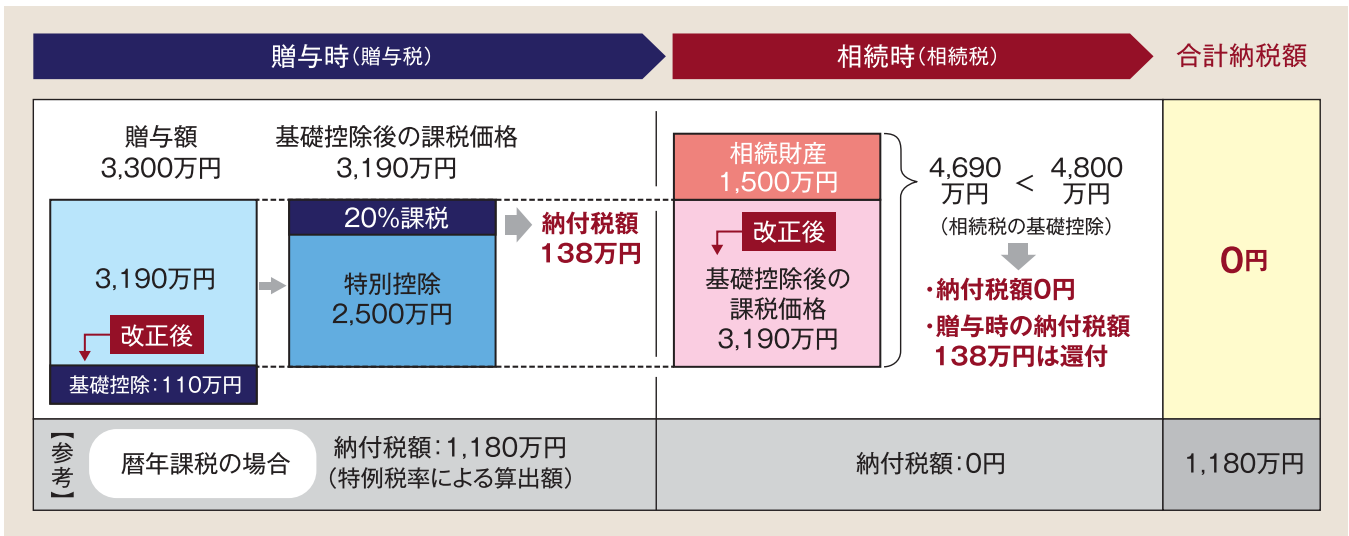 贈与時（贈与税）
相続時（相続税）
合計納税額
贈与額
3,300万円
基礎控除後の課税価格
3,190万円
3,190万円
改正後
基礎控除：110万円
20%課税
特別控除
2,500万円
納付税額
138万円
相続財産
1,500万円
改正後
基礎控除後の
課税価格
3,190万円
4,690
万円
<
4,800
万円
（相続税の基礎控除）
・納付税額0円
・贈与時の納付税額
138万円は還付
0円
【参考】
暦年課税の場合
納付税額：1,180万円
（特例税率による算出額）
納付税額：0円
1,180万円